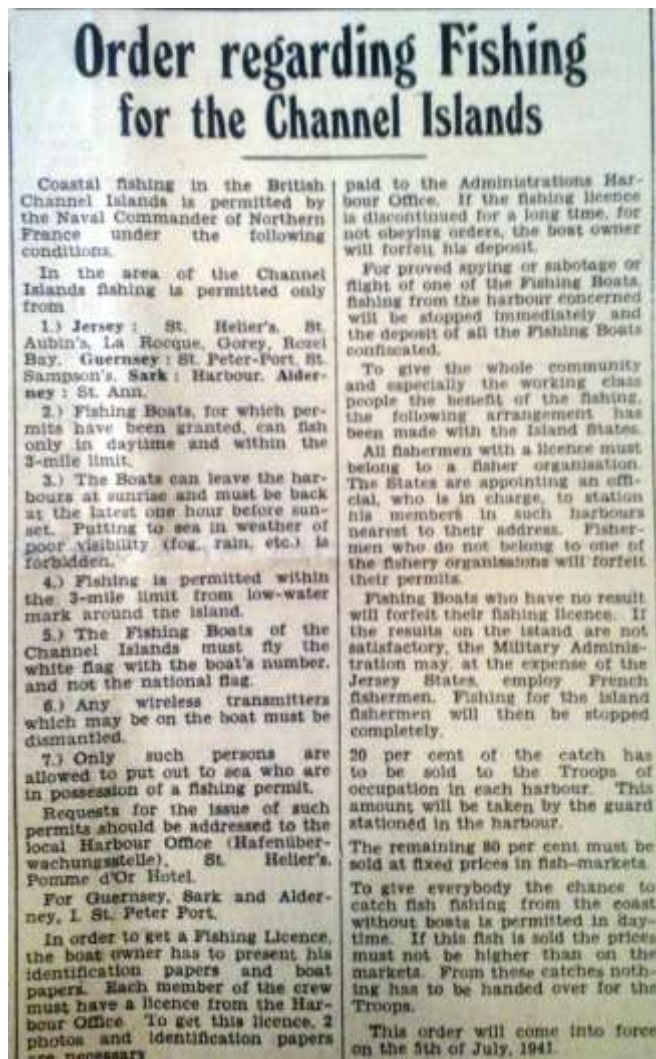 Order regarding Fishing
for the Channel Islands
Coastal fishing in the British
Channel Islands is permitted by
the Naval Commander of Northern
France under the following
conditions.
In the area of the Channel
Islands fishing is permitted only
from
1.) Jersey : St. Helier's, St.
Aubin's, La Rocque, Gorey, Rozel
Bay. Guernsey : St. Peter-Port, St.
Sampson's, Sark : Harbour. Alder-
ney : St. Ann.
2.) Fishing Boats, for which per-
mits have been granted, can fish
only in daytime and within the
3-mile limit.
3.) The Boats can leave the har-
bours at sunrise and must be back
at the latest one hour before sun-
set. Putting to sea in weather of
poor visibility (fog, rain, etc.) is
forbidden.
4.) Fishing is permitted within
the 3-mile limit from low-water
mark around the island.
5.) The Fishing Boats of the
Channel Islands must fly the
white flag with the boat's number,
and not the national flag.
6.) Any wireless transmitters
which may be on the boat must be
dismantled.
7.) Only such persons are
allowed to put out to sea who are
in possession of a fishing permit.
Requests for the issue of such
permits should be addressed to the
local Harbour Office (Hafenüber-
wachungsstelle), St. Helier's,
Pomme d'Or Hotel.
For Guernsey, Sark and Alder-
ney, I. St. Peter Port.
In order to get a Fishing Licence,
the boat owner has to present his
identification papers and boat
papers. Each member of the crew
must have a licence from the Har-
bour Office. To get this licence, 2
photos and identification papers
are necessary
paid to the Administrations Har-
bour Office. If the fishing licence
is discontinued for a long time, for
not obeying orders, the boat owner
will forfeit his deposit.
For proved spying or sabotage or
flight of one of the Fishing Boats,
fishing from the harbour concerned
will be stopped immediately and
the deposit of all the Fishing Boats
confiscated.
To give the whole community
and especially the working class
people the benefit of the fishing,
the following arrangement has
been made with the Island States.
All fishermen with a licence must
belong to a fisher organisation.
The States are appointing an offi-
cial, who is in charge, to station
his members in such harbours
nearest to their address. Fisher-
men who do not belong to one of
the fishery organisaions will forfeit
their permits.
Fishing Boats who have no result
will forfeit their fishing licence. If
the results on the island are not
satisfactory, the Military Adminis-
tration may, at the expense of the
Jersey States, employ French
fishermen. Fishing for the island
fishermen will then be stopped
completely.
20 per cent of the catch has
to be sold to the Troops of
occupation in each harbour. This
amount will be taken by the guard
stationed in the harbour.
The remaining 80 per cent must be
sold at fixed prices in fish-markets.
To give everybody the chance to
catch fish fishing from the coast
without boats is permitted in day-
time. If this fish is sold the prices
must not be higher than on the
markets. From these catches noth-
ing has to be handed over for the
Troops.
This order will come into force
on the 5th of July, 1941.